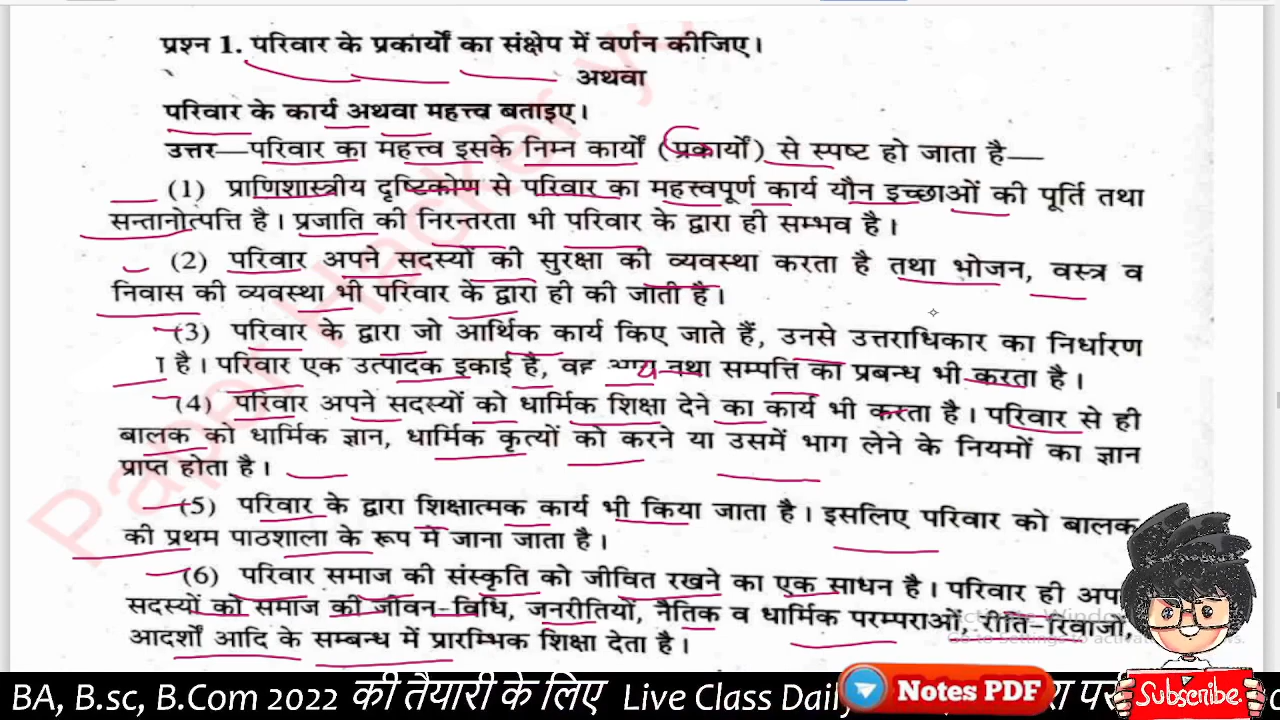 प्रश्न 1. परिवार के प्रकार्यों का संक्षेप में वर्णन कीजिए।
अथवा
परिवार के कार्य अथवा महत्त्व बताइए।
उत्तर—परिवार का महत्त्व इसके निम्न कार्यों (प्रकार्यों) से स्पष्ट हो जाता है—
(1) प्राणिशास्त्रीय दृष्टिकोण से परिवार का महत्त्वपूर्ण कार्य यौन इच्छाओं की पूर्ति तथा
सन्तानोत्पत्ति है। प्रजाति की निरन्तरता भी परिवार के द्वारा ही सम्भव है।
(2) परिवार अपने सदस्यों की सुरक्षा की व्यवस्था करता है तथा भोजन, वस्त्र व
निवास की व्यवस्था भी परिवार के द्वारा ही की जाती है।
(3) परिवार के द्वारा जो आर्थिक कार्य किए जाते हैं, उनसे उत्तराधिकार का निर्धारण
है। परिवार एक उत्पादक इकाई है, वह तथा सम्पत्ति का प्रबन्ध भी करता है।
(4) परिवार अपने सदस्यों को धार्मिक शिक्षा देने का कार्य भी करता है। परिवार से ही
बालक को धार्मिक ज्ञान, धार्मिक कृत्यों को करने या उसमें भाग लेने के नियमों का ज्ञान
प्राप्त होता है।
(5) परिवार के द्वारा शिक्षात्मक कार्य भी किया जाता है। इसलिए परिवार को बालक
की प्रथम पाठशाला के रूप में जाना जाता है।
(6) परिवार समाज की संस्कृति को जीवित रखने का एक साधन है। परिवार ही अप
सदस्यों को समाज की जीवन-विधि, जनरीतियों, नैतिक व धार्मिक परम्पराओं, रीति-रिवाजों
आदर्शों आदि के सम्बन्ध में प्रारम्भिक शिक्षा देता है।
Paper Hacker
BA, B.sc, B.Com 2022 की तैयारी के लिए Live Class Dail
Notes PDF
Subscribe